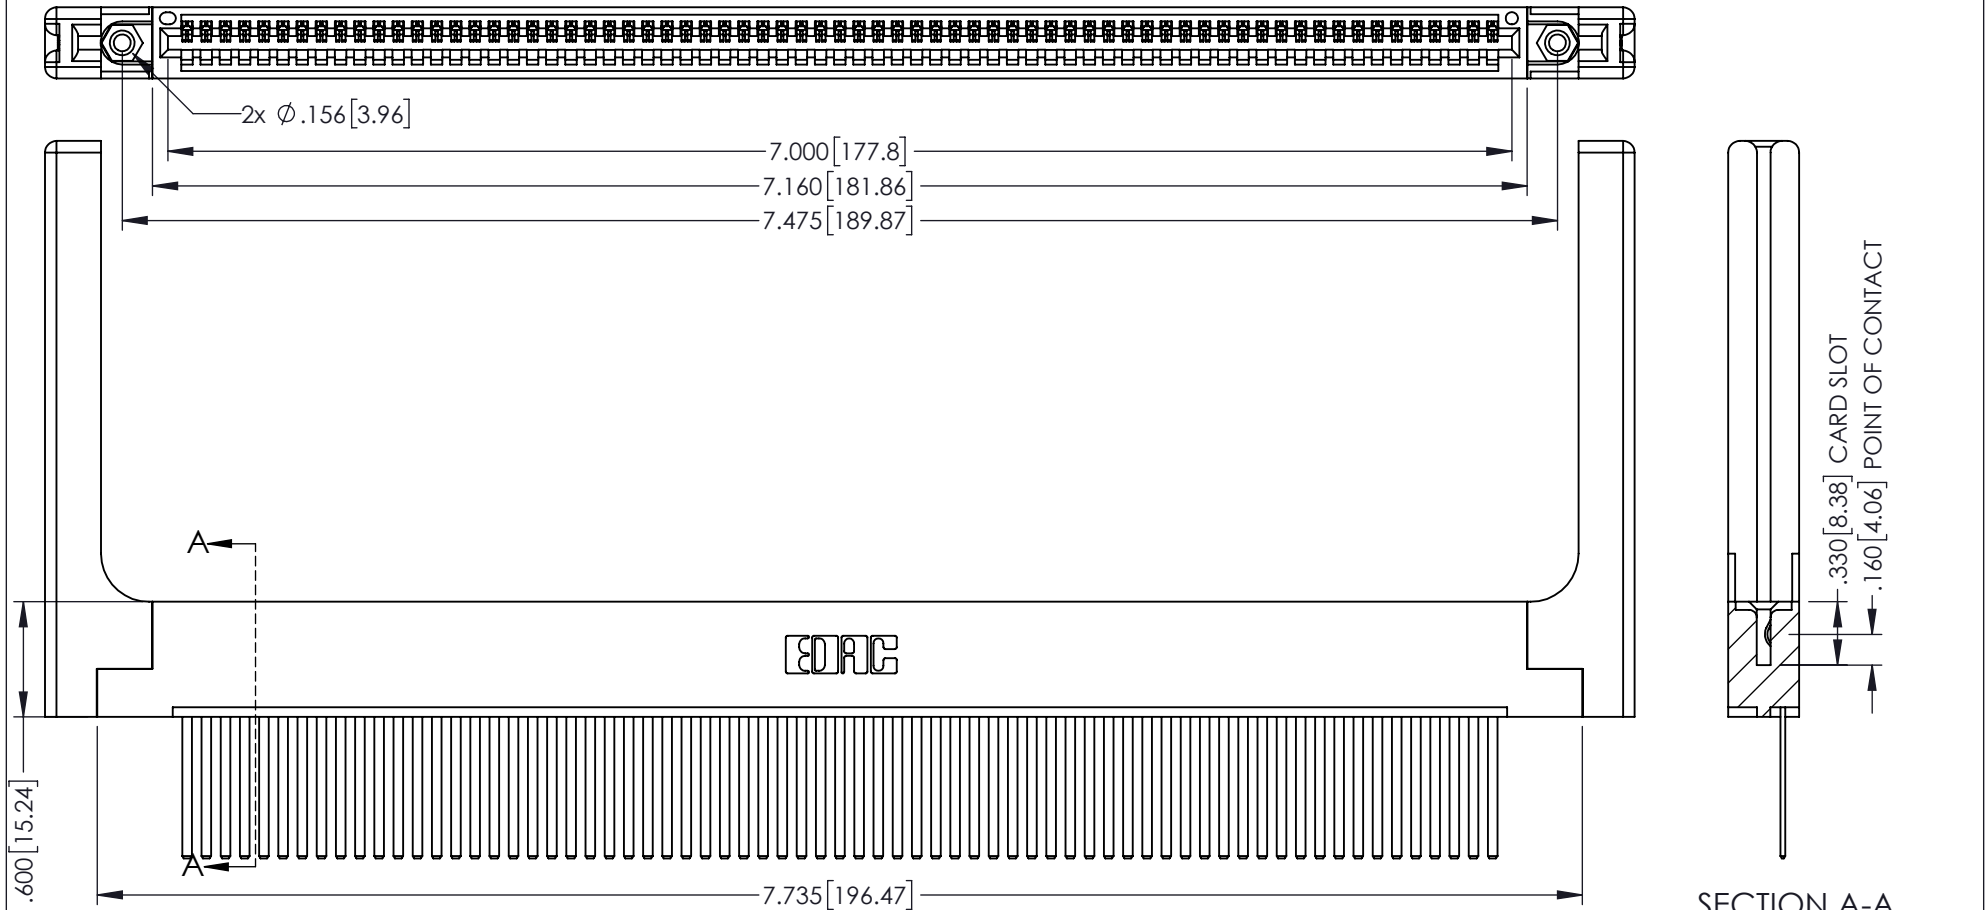 2x Ø.156[3.96]
7.000[177.8]
7.160[181.86]
7.475[189.87]
.330[8.38] CARD SLOT
.160[4.06] POINT OF CONTACT
A
EDAC
A
.600[15.24]
7.735[196.47]
SECTION A-A